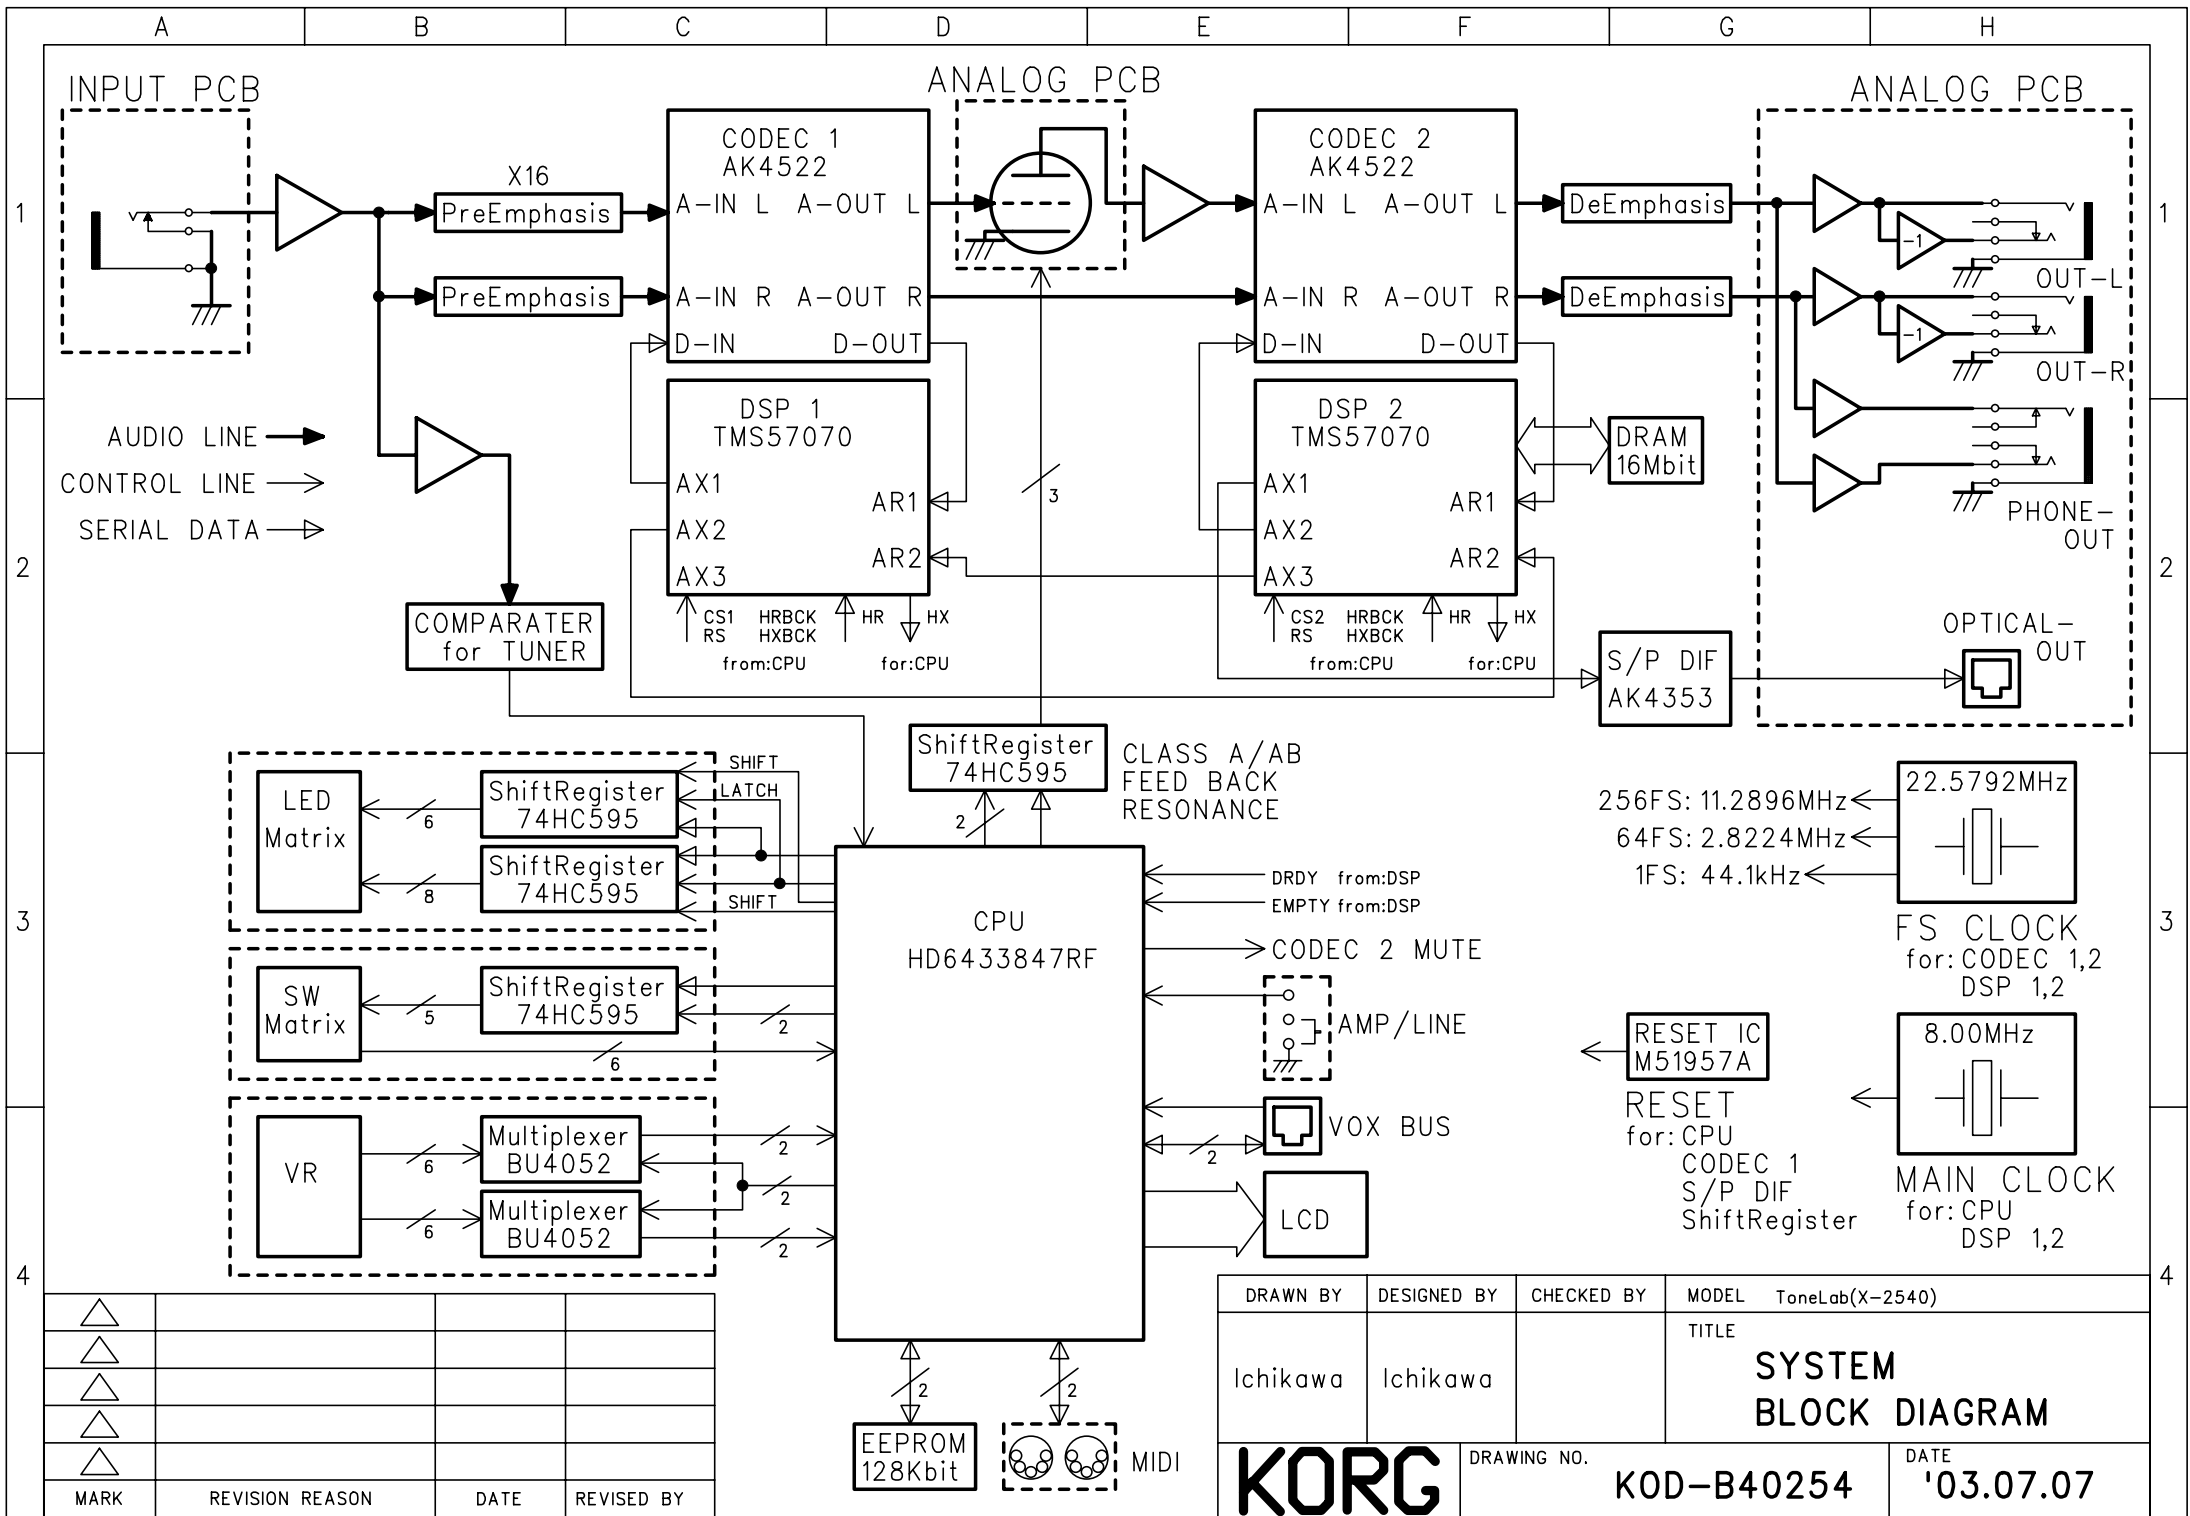 A B C D E F G H
INPUT PCB
ANALOG PCB
ANALOG PCB
1
1
X16
PreEmphasis
PreEmphasis
CODEC 1
AK4522
A-IN L A-OUT L
A-IN R A-OUT R
D-IN D-OUT
CODEC 2
AK4522
A-IN L A-OUT L
A-IN R A-OUT R
D-IN D-OUT
DeEmphasis
DeEmphasis
-1
OUT-L
-1
OUT-R
PHONE-
OUT
AUDIO LINE
CONTROL LINE
SERIAL DATA
2
2
DSP 1
TMS57070
AX1
AR1
AX2
AR2
AX3
CS1 HRBCK HR HX
RS HXBCK
from:CPU for:CPU
3
DSP 2
TMS57070
AX1
AR1
AX2
AR2
AX3
CS2 HRBCK HR HX
RS HXBCK
from:CPU for:CPU
DRAM
16Mbit
COMPARATER
for TUNER
S/P DIF
AK4353
OPTICAL-
OUT
ShiftRegister
74HC595
CLASS A/AB
FEED BACK
RESONANCE
2
3
3
LED
Matrix
6
8
ShiftRegister
74HC595
ShiftRegister
74HC595
SHIFT
LATCH
SHIFT
SW
Matrix
5
ShiftRegister
74HC595
2
6
VR
6
6
Multiplexer
BU4052
Multiplexer
BU4052
2
2
2
CPU
HD6433847RF
DRDY from:DSP
EMPTY from:DSP
CODEC 2 MUTE
AMP/LINE
VOX BUS
2
LCD
256FS: 11.2896MHz
64FS: 2.8224MHz
1FS: 44.1kHz
22.5792MHz
FS CLOCK
for: CODEC 1,2
DSP 1,2
RESET IC
M51957A
RESET
for: CPU
CODEC 1
S/P DIF
ShiftRegister
8.00MHz
MAIN CLOCK
for: CPU
DSP 1,2
4
4
2
EEPROM
128Kbit
2
MIDI
MARK REVISION REASON DATE REVISED BY
DRAWN BY DESIGNED BY CHECKED BY MODEL ToneLab(X-2540)
Ichikawa Ichikawa
TITLE
SYSTEM
BLOCK DIAGRAM
KORG
DRAWING NO.
KOD-B40254
DATE
'03.07.07